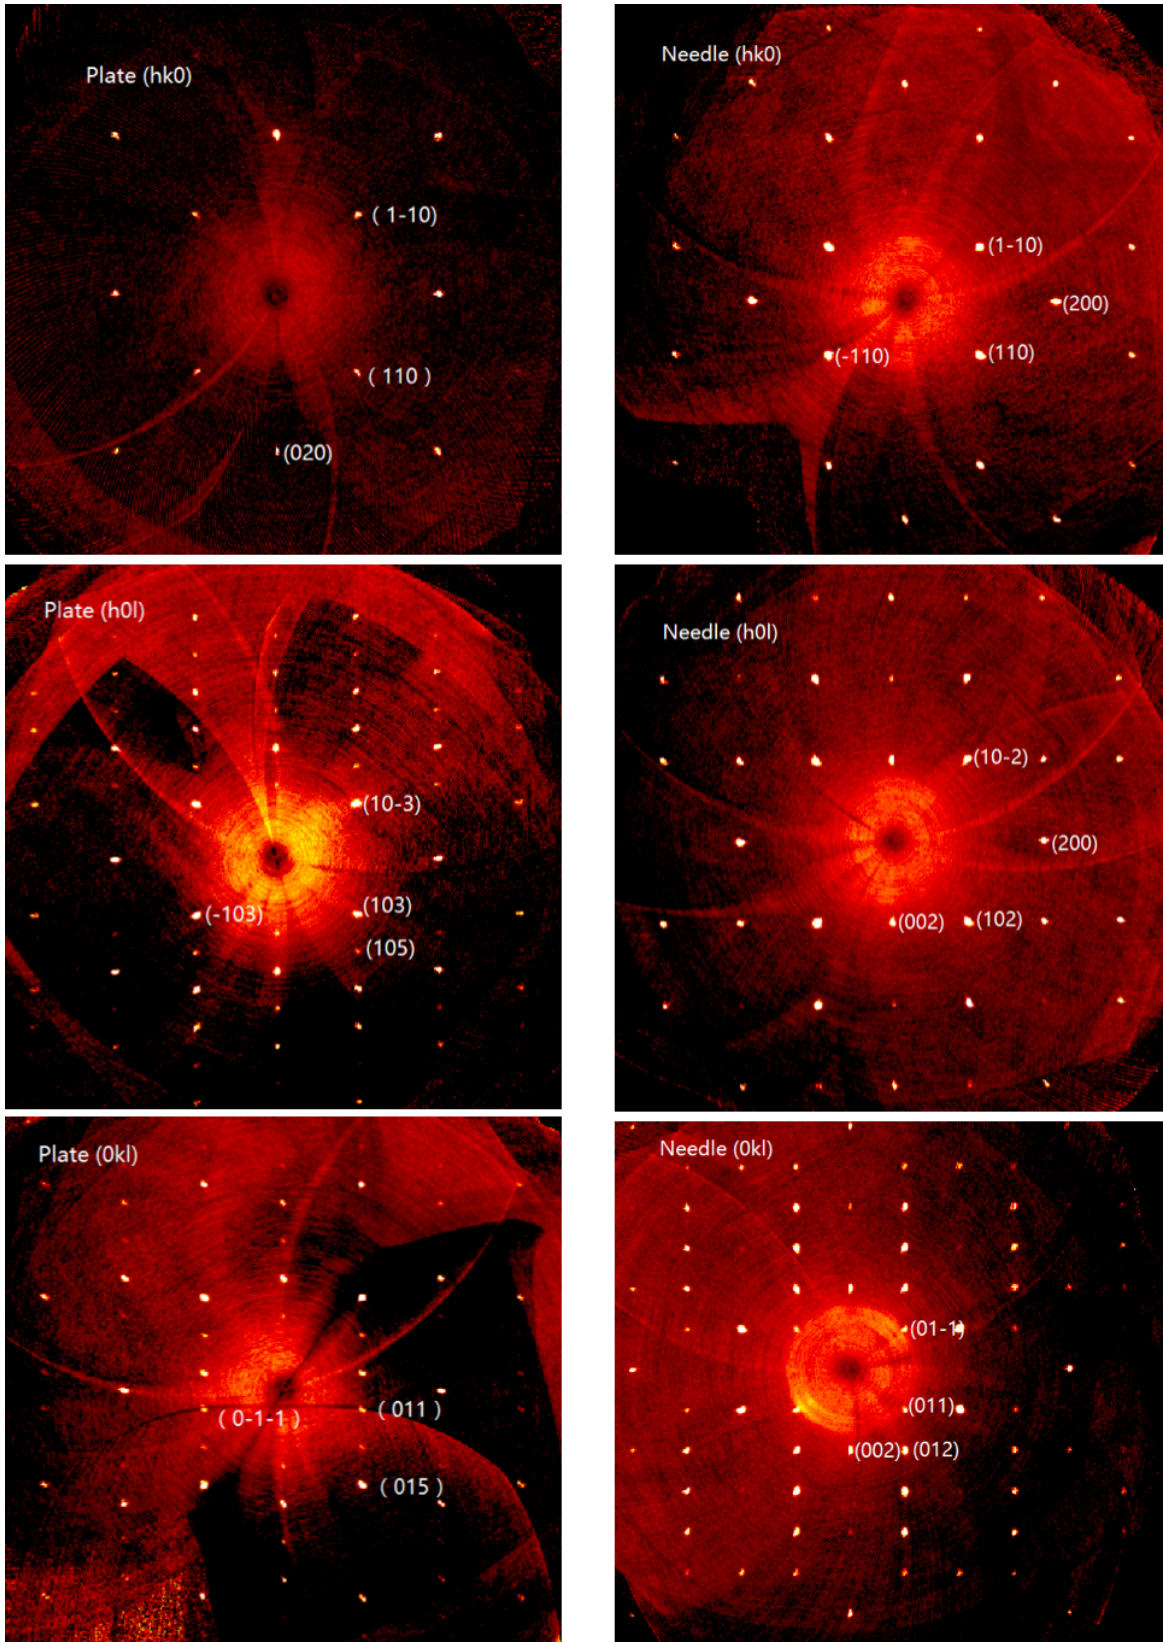 Plate (hk0)
( 1-10)
( 110 )
(020)
Needle (hk0)
(1-10)
(200)
(-110)
(110)
Plate (h0l)
(10-3)
(-103)
(103)
(105)
Needle (h0l)
(10-2)
(200)
(002)
(102)
Plate (0kl)
( 0-1-1 )
( 011 )
( 015 )
Needle (0kl)
(01-1)
(011)
(002)
(012)